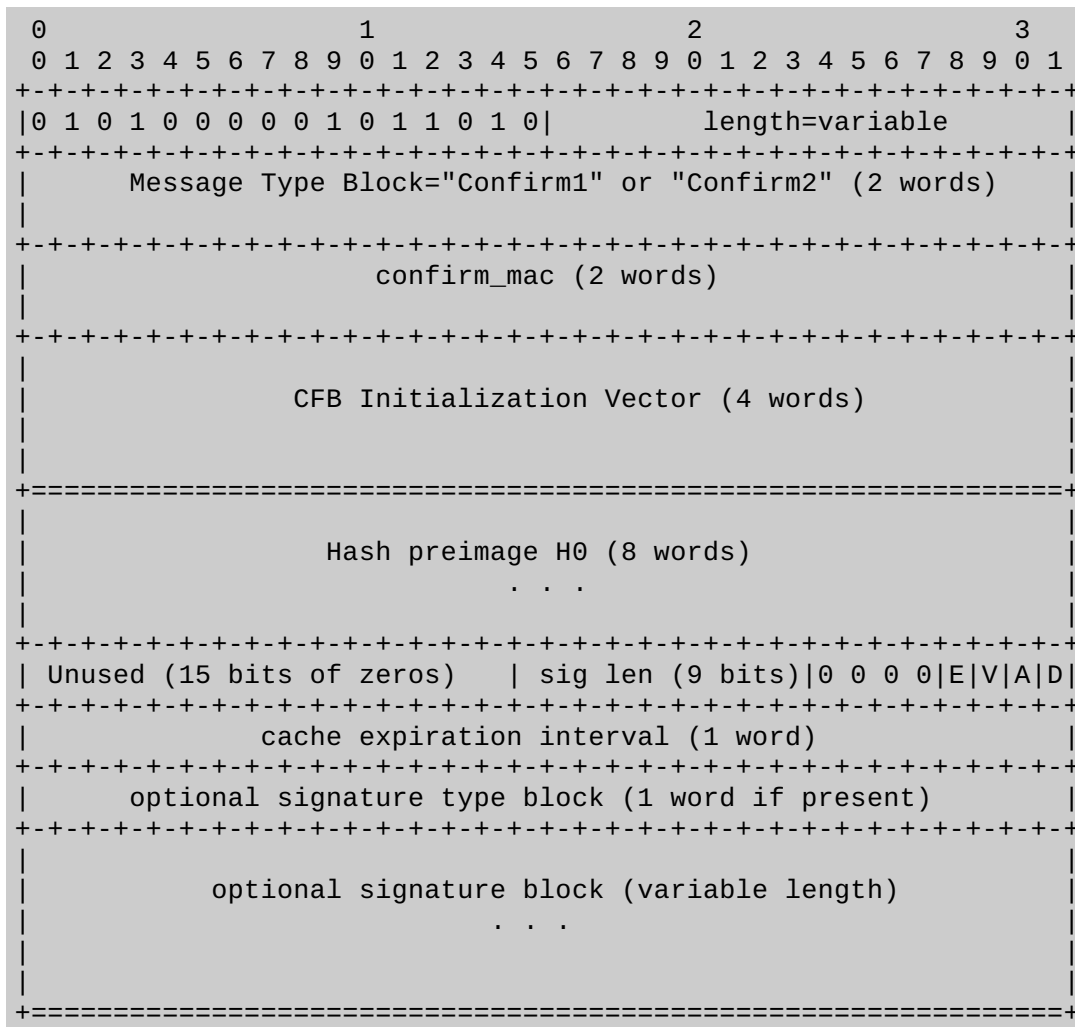 0                   1                   2                   3
 0 1 2 3 4 5 6 7 8 9 0 1 2 3 4 5 6 7 8 9 0 1 2 3 4 5 6 7 8 9 0 1
+-+-+-+-+-+-+-+-+-+-+-+-+-+-+-+-+-+-+-+-+-+-+-+-+-+-+-+-+-+-+-+-+
|0 1 0 1 0 0 0 0 0 1 0 1 1 0 1 0|         length=variable       |
+-+-+-+-+-+-+-+-+-+-+-+-+-+-+-+-+-+-+-+-+-+-+-+-+-+-+-+-+-+-+-+-+
|      Message Type Block="Confirm1" or "Confirm2" (2 words)    |
|                                                               |
+-+-+-+-+-+-+-+-+-+-+-+-+-+-+-+-+-+-+-+-+-+-+-+-+-+-+-+-+-+-+-+-+
|                     confirm_mac (2 words)                     |
|                                                               |
+-+-+-+-+-+-+-+-+-+-+-+-+-+-+-+-+-+-+-+-+-+-+-+-+-+-+-+-+-+-+-+-+
|                                                               |
|                CFB Initialization Vector (4 words)            |
|                                                               |
|                                                               |
+===============================================================+
|                                                               |
|                  Hash preimage H0 (8 words)                   |
|                             . . .                             |
|                                                               |
+-+-+-+-+-+-+-+-+-+-+-+-+-+-+-+-+-+-+-+-+-+-+-+-+-+-+-+-+-+-+-+-+
| Unused (15 bits of zeros)   | sig len (9 bits)|0 0 0 0|E|V|A|D|
+-+-+-+-+-+-+-+-+-+-+-+-+-+-+-+-+-+-+-+-+-+-+-+-+-+-+-+-+-+-+-+-+
|              cache expiration interval (1 word)               |
+-+-+-+-+-+-+-+-+-+-+-+-+-+-+-+-+-+-+-+-+-+-+-+-+-+-+-+-+-+-+-+-+
|      optional signature type block (1 word if present)        |
+-+-+-+-+-+-+-+-+-+-+-+-+-+-+-+-+-+-+-+-+-+-+-+-+-+-+-+-+-+-+-+-+
|                                                               |
|           optional signature block (variable length)          |
|                            . . .                              |
|                                                               |
|                                                               |
+===============================================================+